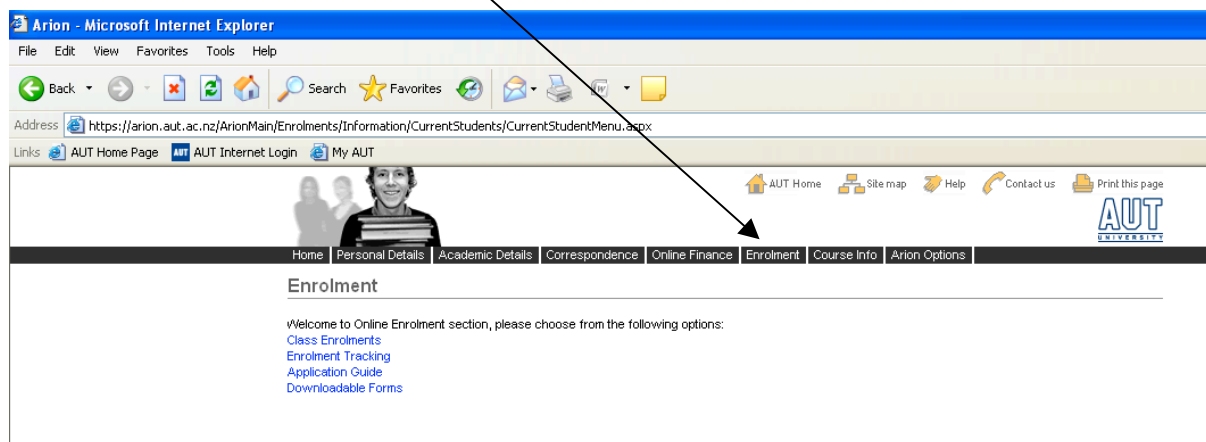 Arion - Microsoft Internet Explorer
File Edit View Favorites Tools Help
Back Search Favorites
Address https://arion.aut.ac.nz/ArionMain/Enrolments/Information/CurrentStudents/CurrentStudentMenu.aspx
Links AUT AUT Home Page AUT Internet Login My AUT
AUT Home Site map Help Contact us Print this page
AUT
UNIVERSITY
Home Personal Details Academic Details Correspondence Online Finance Enrolment Course Info Arion Options
Enrolment
Welcome to Online Enrolment section, please choose from the following options:
Class Enrolments
Enrolment Tracking
Application Guide
Downloadable Forms